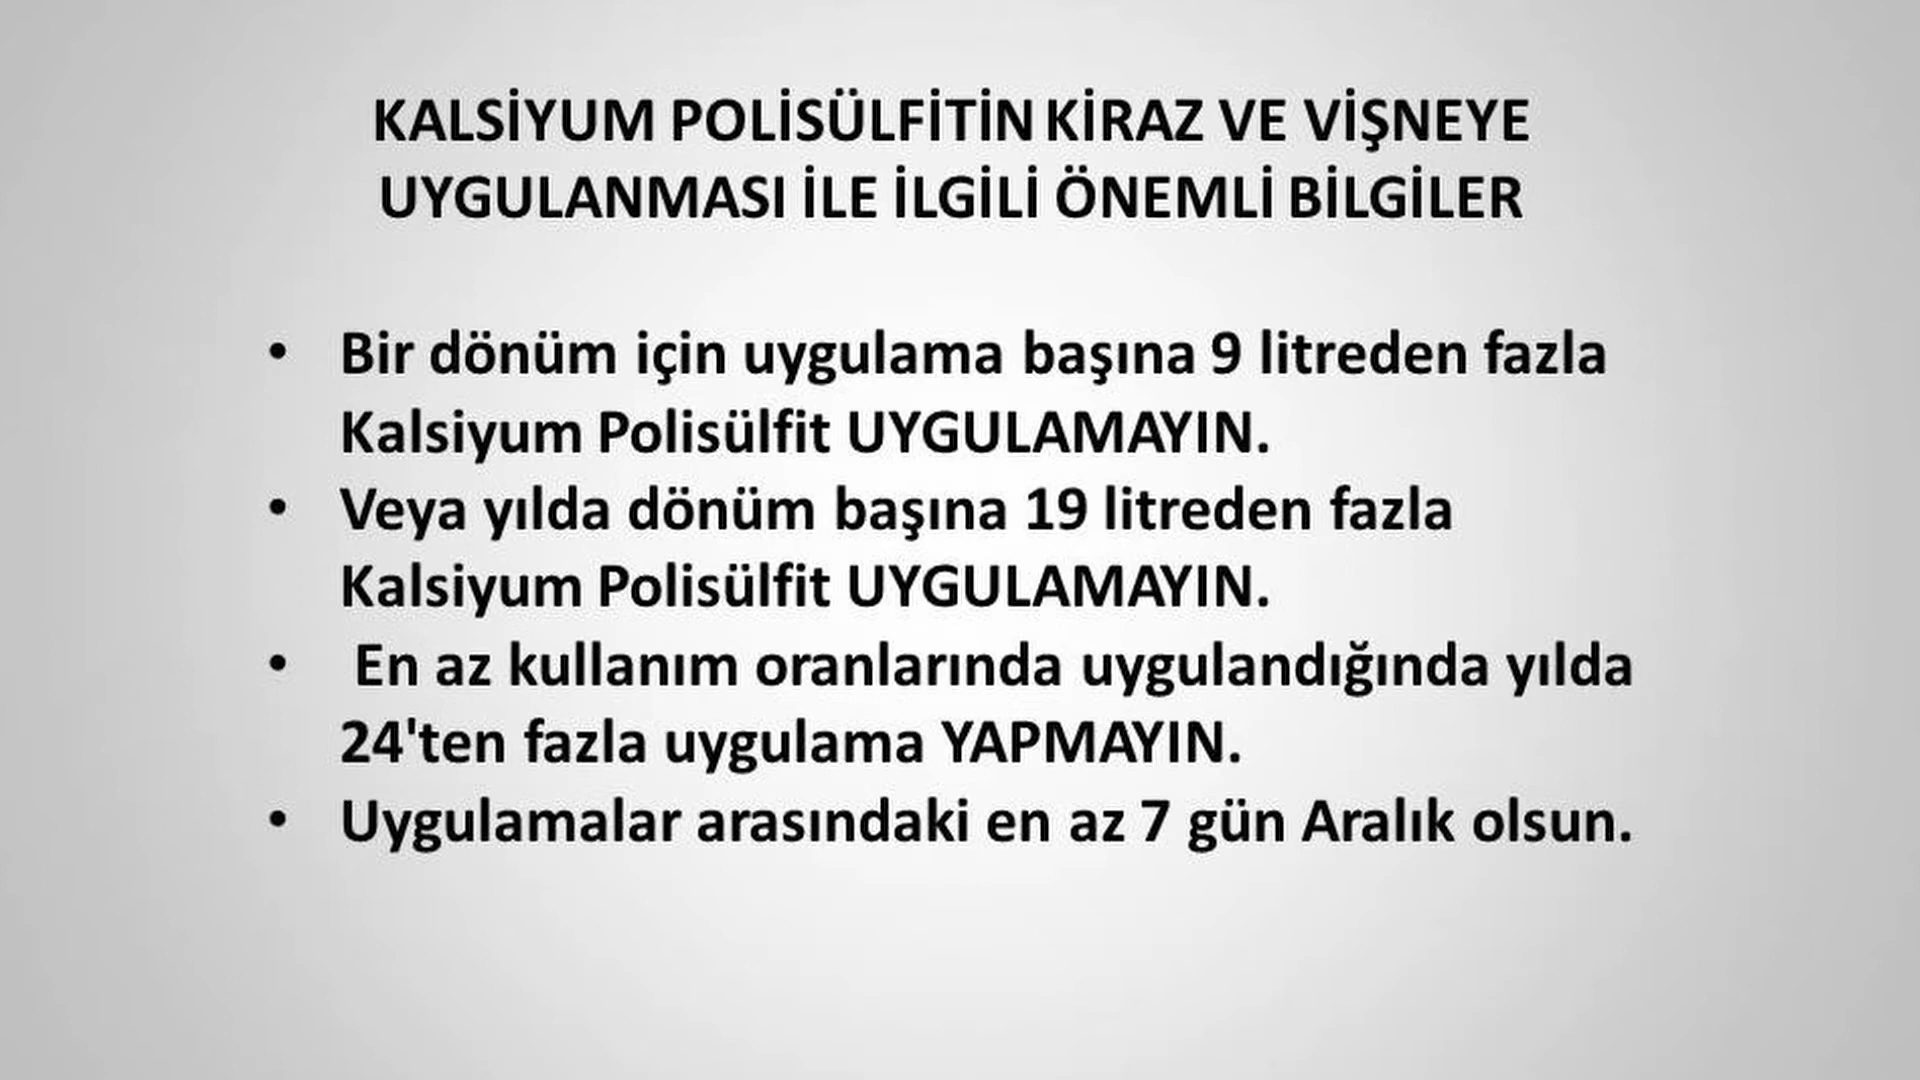 KALSİYUM POLİSÜLFİTİN KİRAZ VE VİŞNEYE
UYGULANMASI İLE İLGİLİ ÖNEMLİ BİLGİLER
• Bir dönüm için uygulama başına 9 litreden fazla
Kalsiyum Polisülfit UYGULAMAYIN.
• Veya yılda dönüm başına 19 litreden fazla
Kalsiyum Polisülfit UYGULAMAYIN.
• En az kullanım oranlarında uygulandığında yılda
24'ten fazla uygulama YAPMAYIN.
• Uygulamalar arasındaki en az 7 gün Aralık olsun.